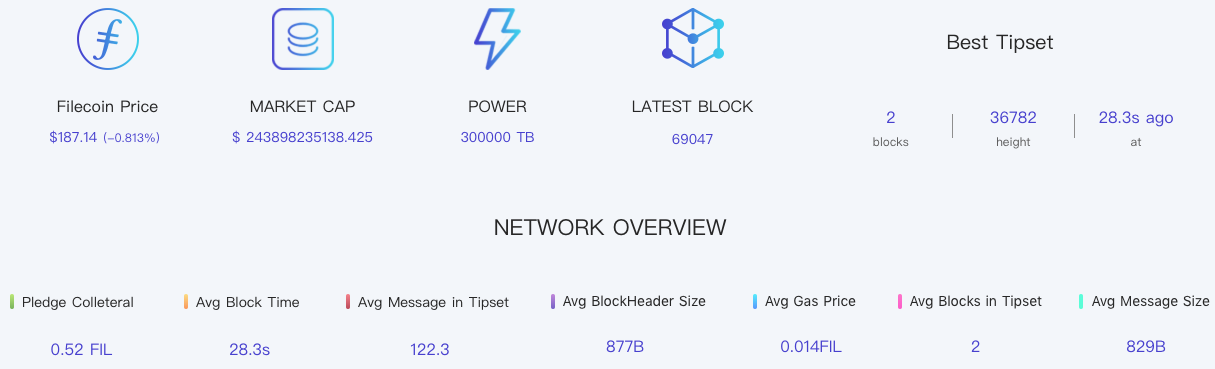 Best Tipset
Filecoin Price
MARKET CAP
POWER
LATEST BLOCK
$187.14 (-0.813%)
$ 243898235138.425
300000 TB
69047
2
36782
28.3s ago
blocks
height
at
NETWORK OVERVIEW
Pledge Colleteral
Avg Block Time
Avg Message in Tipset
Avg BlockHeader Size
Avg Gas Price
Avg Blocks in Tipset
Avg Message Size
0.52 FIL
28.3s
122.3
877B
0.014FIL
2
829B